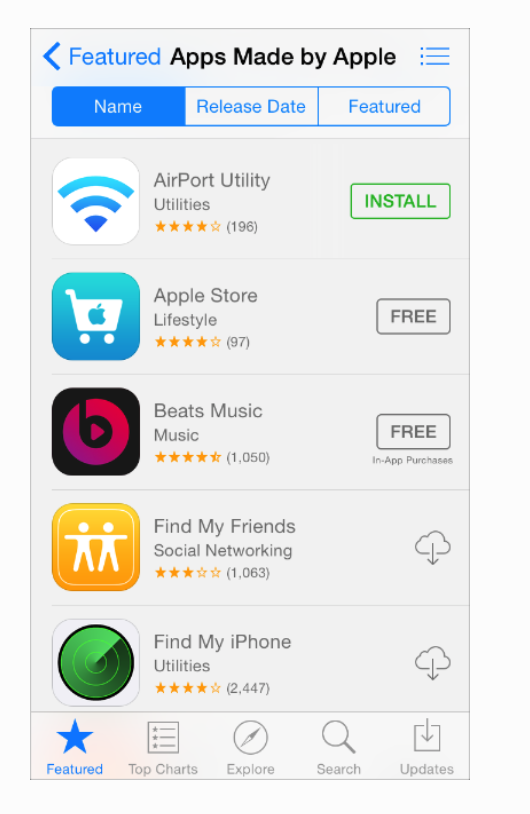 Featured Apps Made by Apple
Name Release Date Featured
AirPort Utility
Utilities
(196)
INSTALL
Apple Store
Lifestyle
(97)
FREE
Beats Music
Music
(1,050)
FREE
In-App Purchases
Find My Friends
Social Networking
(1,063)
Find My iPhone
Utilities
(2,447)
Featured Top Charts Explore Search Updates